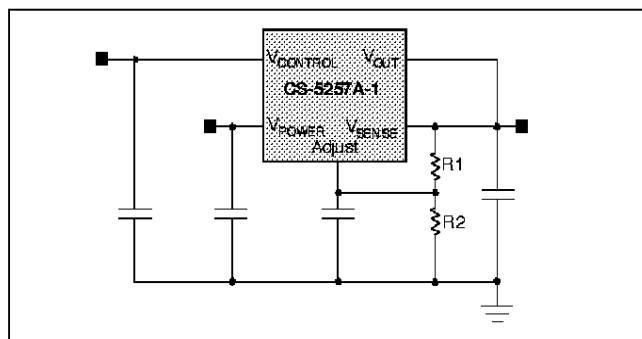 VCONTROL VOUT
CS-5257A-1
VPOWER VSENSE
Adjust
R1
R2